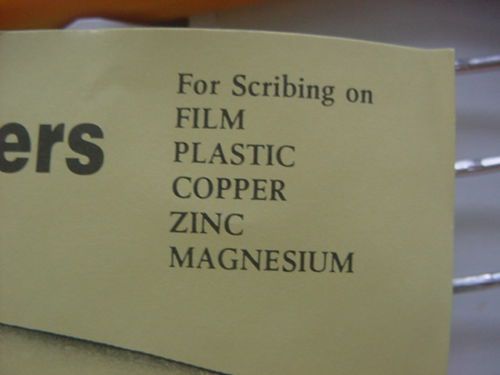 ers
For Scribing on
FILM
PLASTIC
COPPER
ZINC
MAGNESIUM